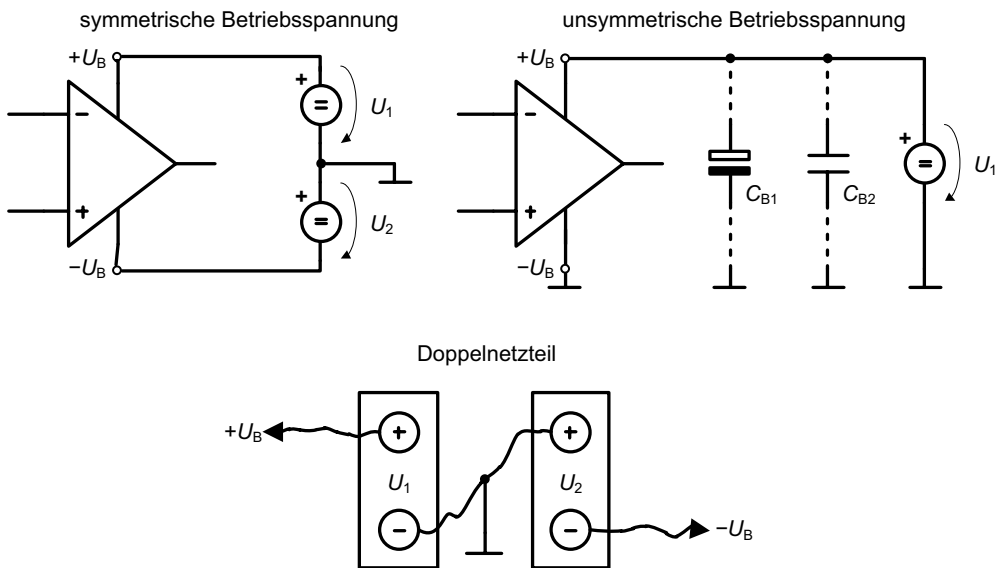 symmetrische Betriebsspannung
unsymmetrische Betriebsspannung
+UB
+
=
U1
−
+
+
=
U2
−UB
+UB
+
=
U1
−
+
CB1
CB2
−UB
Doppelnetzteil
+UB
+
+
U1
U2
−
−
−UB